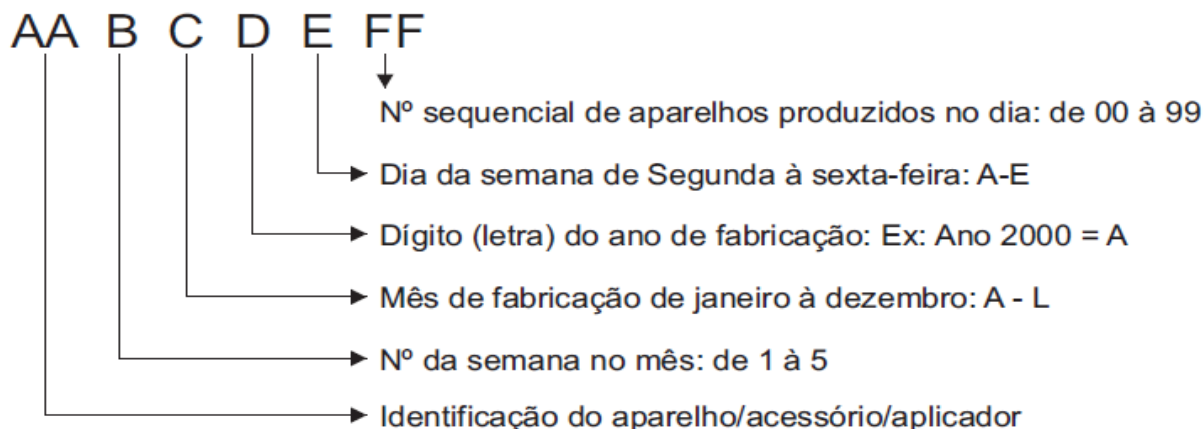 AA B C D E FF
Nº sequencial de aparelhos produzidos no dia: de 00 à 99
Dia da semana de Segunda à sexta-feira: A-E
Dígito (letra) do ano de fabricação: Ex: Ano 2000 = A
Mês de fabricação de janeiro à dezembro: A - L
Nº da semana no mês: de 1 à 5
Identificação do aparelho/acessório/aplicador